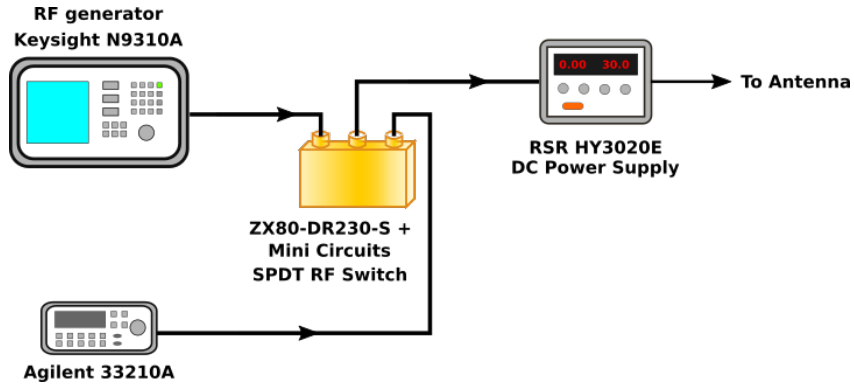 RF generator
Keysight N9310A
0.00 30.0
To Antenna
RSR HY3020E
DC Power Supply
ZX80-DR230-S +
Mini Circuits
SPDT RF Switch
Agilent 33210A